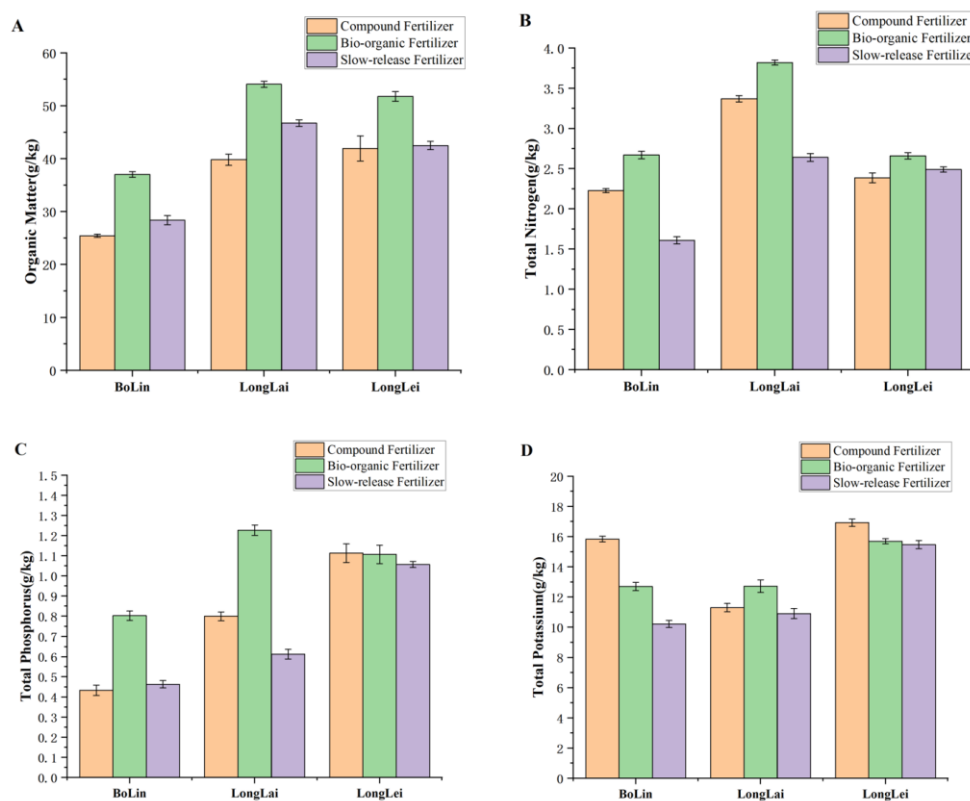 A
Compound Fertilizer
Bio-organic Fertilizer
Slow-release Fertilizer
Organic Matter(g/kg)
60
50
40
30
20
10
0
BoLin LongLai LongLei
B
Compound Fertilizer
Bio-organic Fertilizer
Slow-release Fertilizer
Total Nitrogen(g/kg)
4.0
3.5
3.0
2.5
2.0
1.5
1.0
0.5
0.0
BoLin LongLai LongLei
C
Compound Fertilizer
Bio-organic Fertilizer
Slow-release Fertilizer
Total Phosphorus(g/kg)
1.5
1.4
1.3
1.2
1.1
1.0
0.9
0.8
0.7
0.6
0.5
0.4
0.3
0.2
0.1
0.0
BoLin LongLai LongLei
D
Compound Fertilizer
Bio-organic Fertilizer
Slow-release Fertilizer
Total Potassium(g/kg)
20
18
16
14
12
10
8
6
4
2
0
BoLin LongLai LongLei